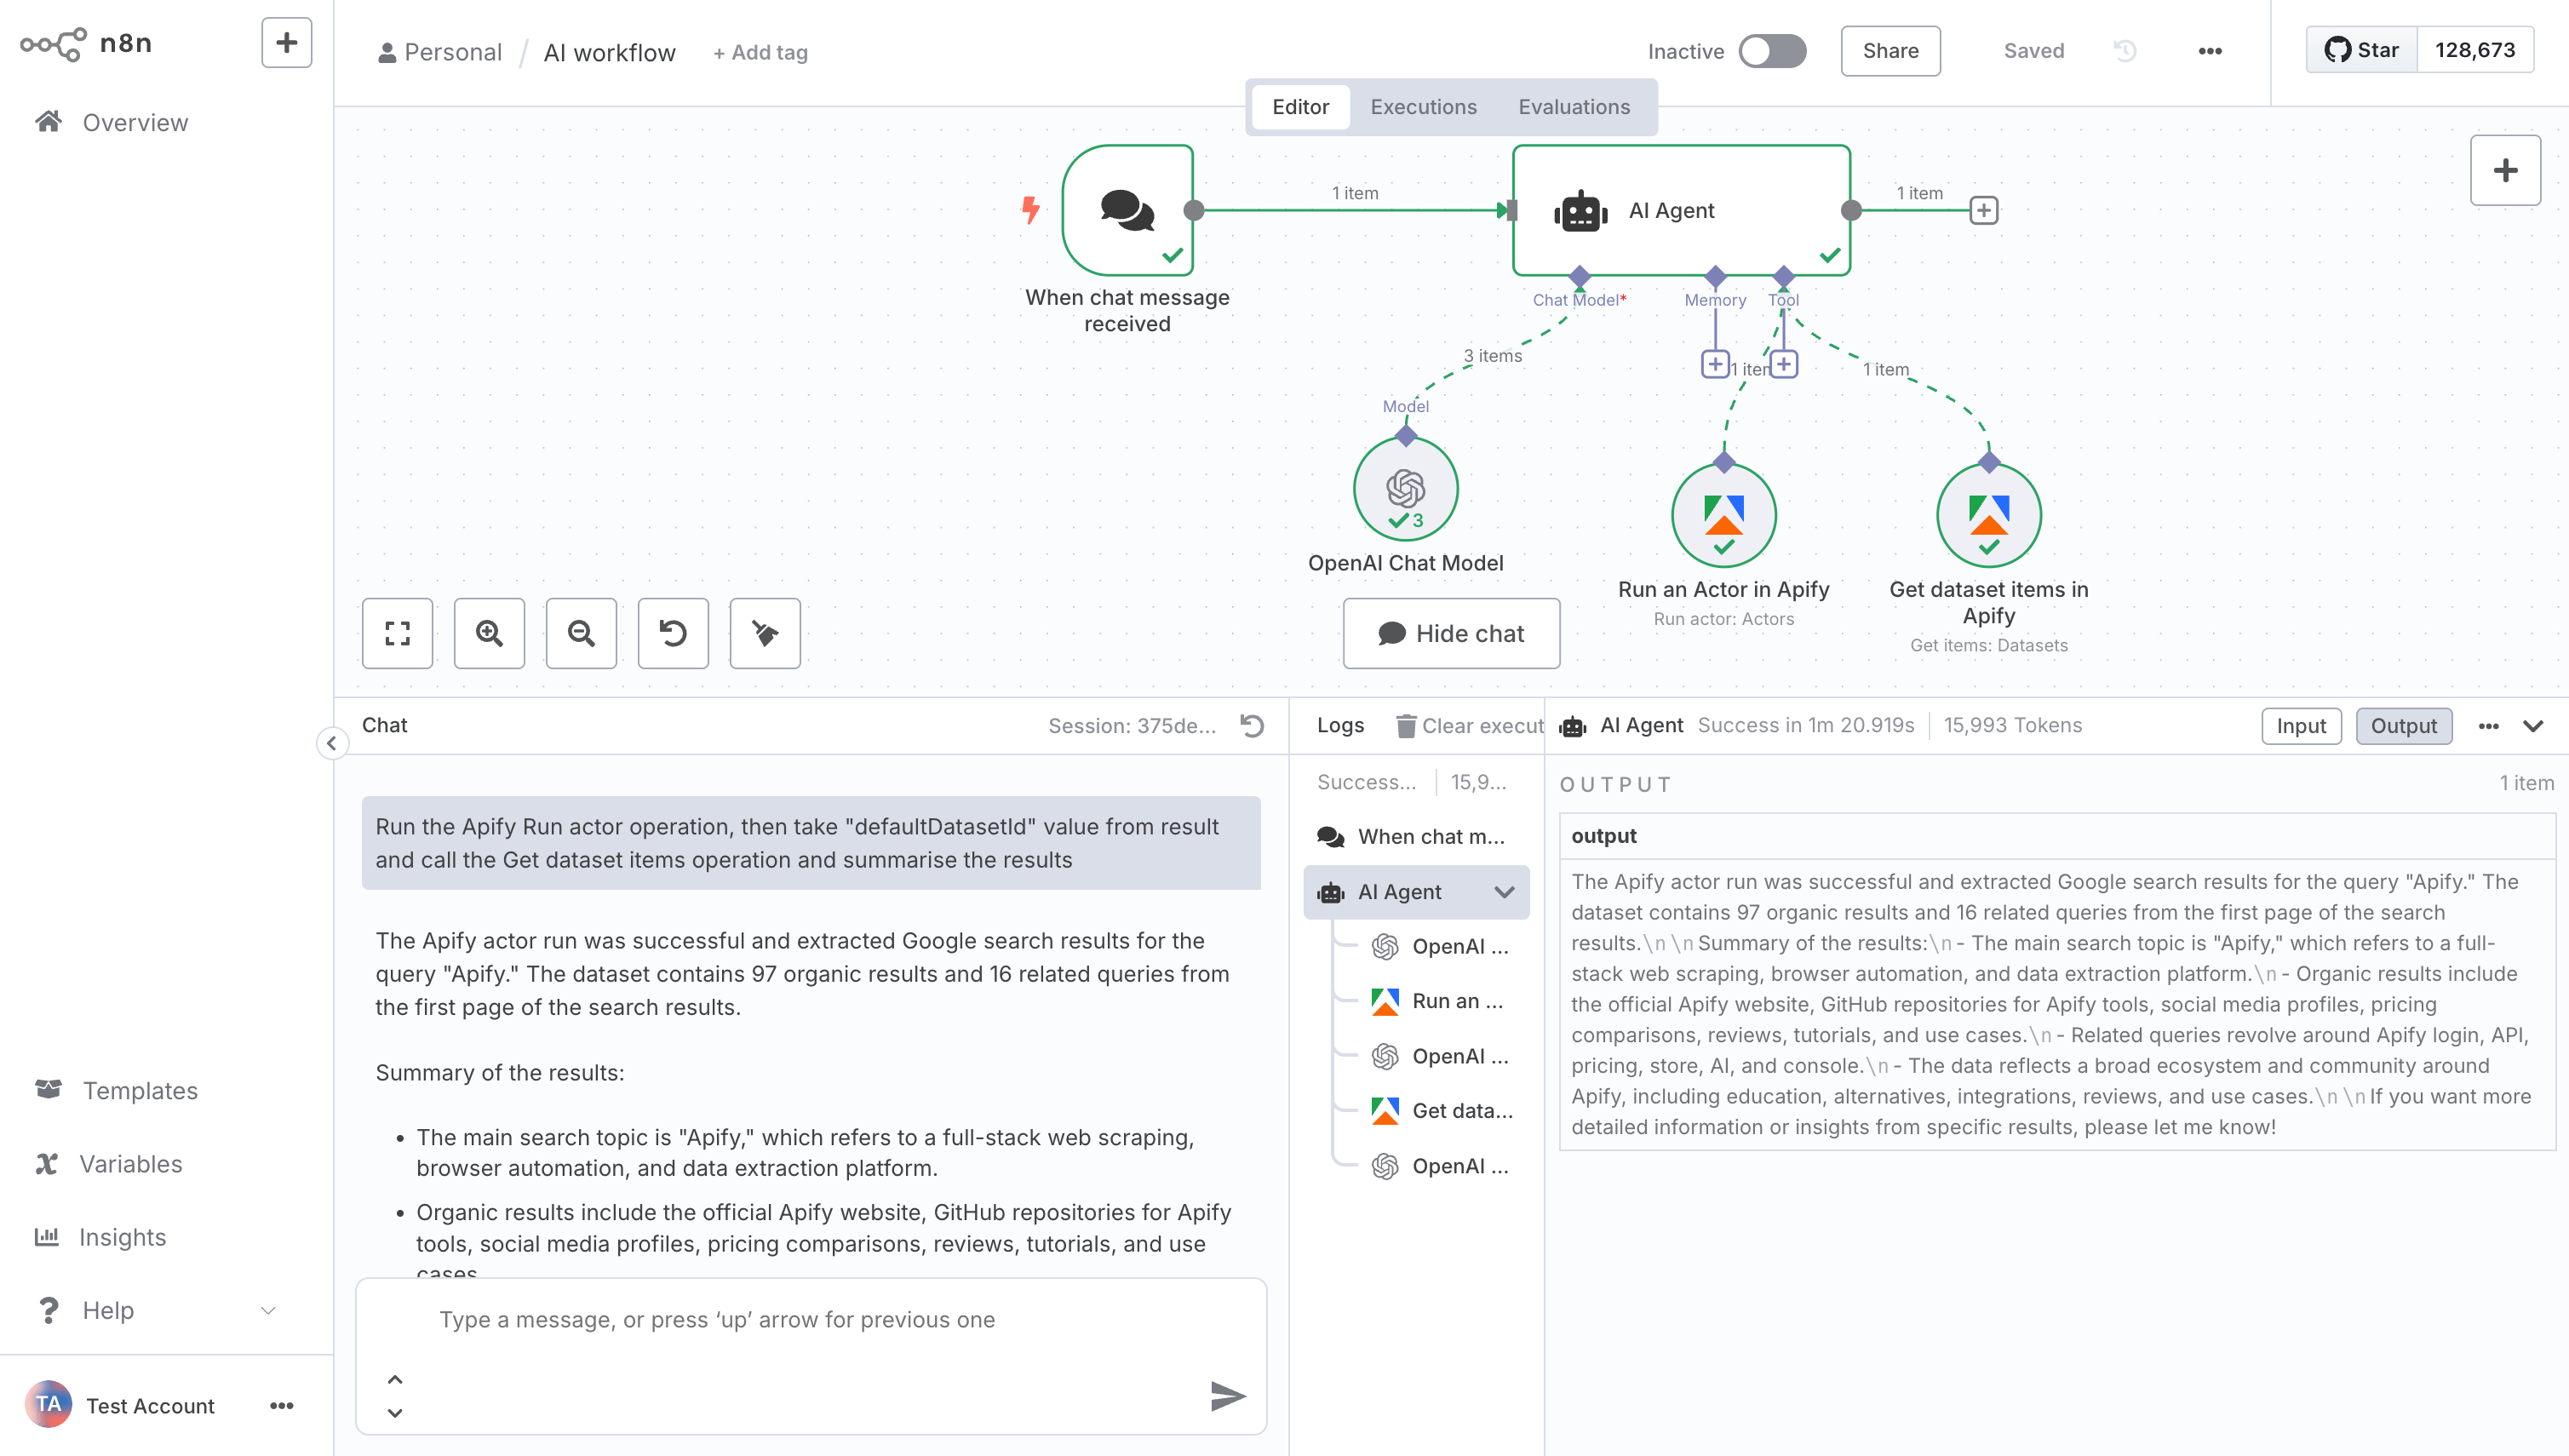 n8n
Personal / AI workflow + Add tag
Inactive
Share
Saved
Star 128,673
Overview
Editor Executions Evaluations
1 item
AI Agent
1 item
When chat message
received
Chat Model*
Memory
Tool
3 items
1 item
Model
3
OpenAI Chat Model
Run an Actor in Apify
Run actor: Actors
Get dataset items in
Apify
Get items: Datasets
Hide chat
Templates
Variables
Insights
Help
TA Test Account
Chat
Session: 375de...
Run the Apify Run actor operation, then take "defaultDatasetId" value from result
and call the Get dataset items operation and summarise the results
The Apify actor run was successful and extracted Google search results for the
query "Apify." The dataset contains 97 organic results and 16 related queries from
the first page of the search results.
Summary of the results:
• The main search topic is "Apify," which refers to a full-stack web scraping,
browser automation, and data extraction platform.
• Organic results include the official Apify website, GitHub repositories for Apify
tools, social media profiles, pricing comparisons, reviews, tutorials, and use
cases
Type a message, or press ‘up’ arrow for previous one
Logs
Clear execut
Success...
15,9...
When chat m...
AI Agent
OpenAI ...
Run an ...
OpenAI ...
Get data...
OpenAI ...
AI Agent Success in 1m 20.919s 15,993 Tokens
Input
Output
OUTPUT
1 item
output
The Apify actor run was successful and extracted Google search results for the query "Apify." The
dataset contains 97 organic results and 16 related queries from the first page of the search
results.\n\nSummary of the results:\n- The main search topic is "Apify," which refers to a full-
stack web scraping, browser automation, and data extraction platform.\n- Organic results include
the official Apify website, GitHub repositories for Apify tools, social media profiles, pricing
comparisons, reviews, tutorials, and use cases.\n- Related queries revolve around Apify login, API,
pricing, store, AI, and console.\n- The data reflects a broad ecosystem and community around
Apify, including education, alternatives, integrations, reviews, and use cases.\n\nIf you want more
detailed information or insights from specific results, please let me know!